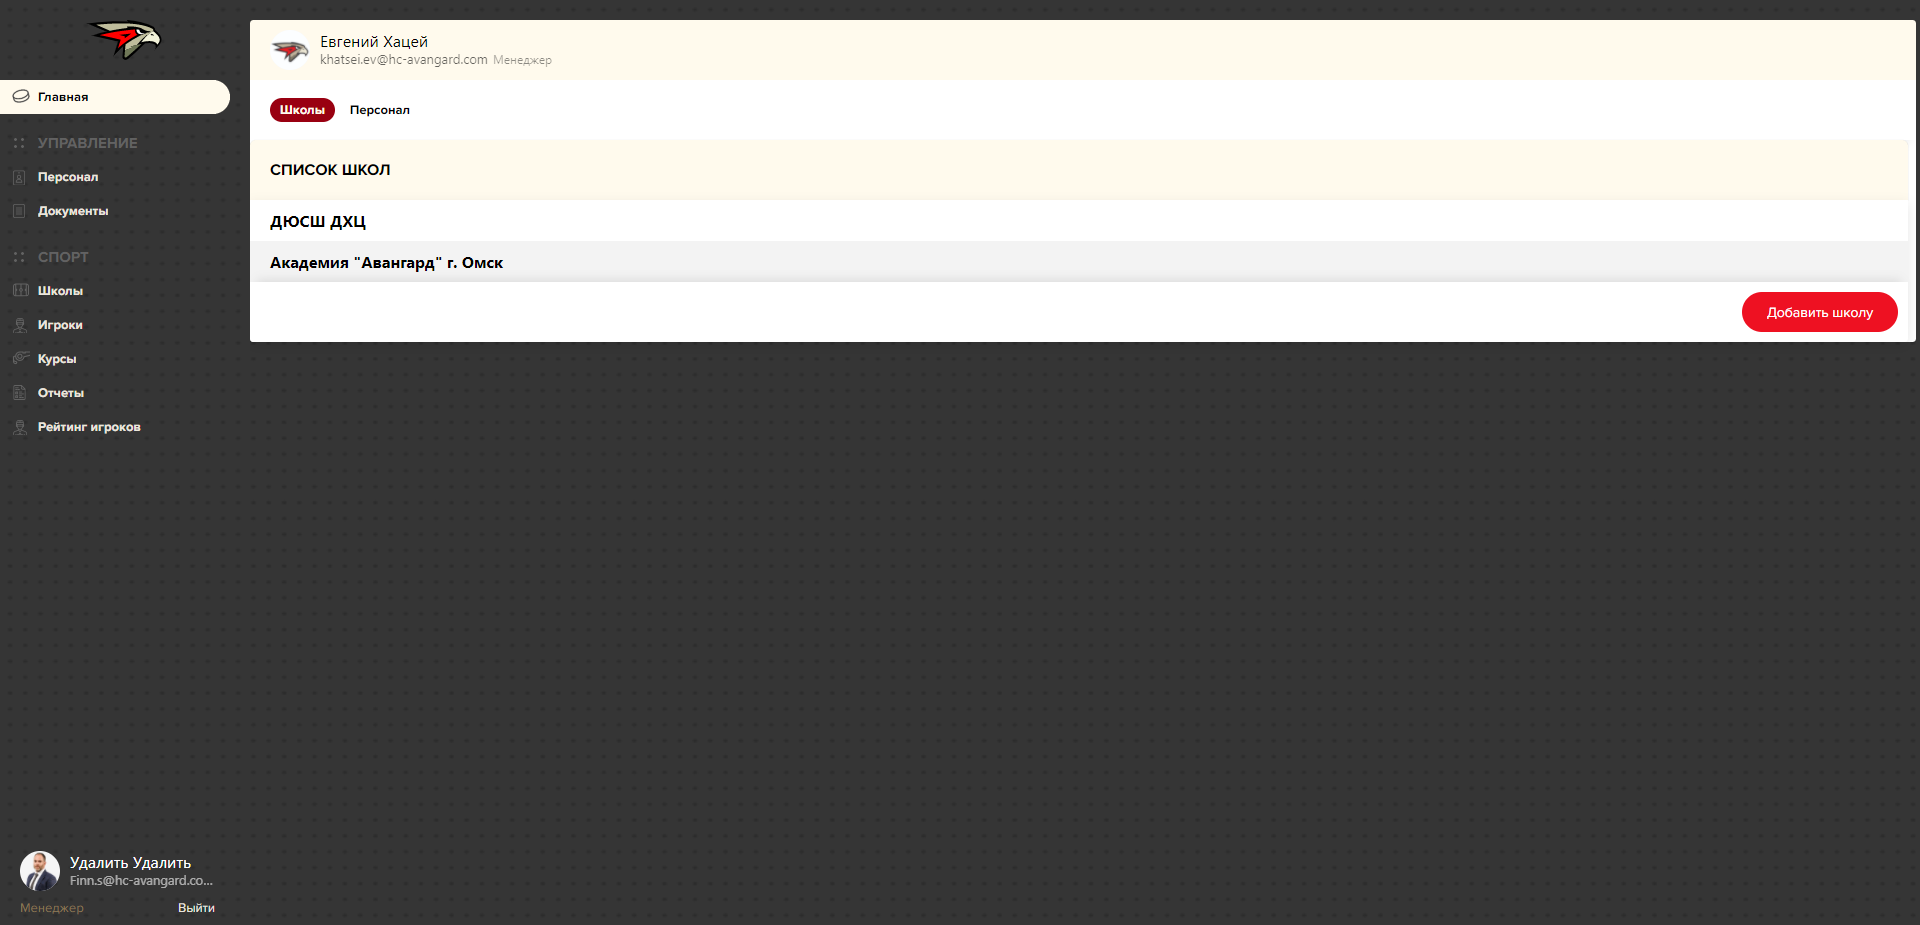 Главная
УПРАВЛЕНИЕ
Персонал
Документы
СПОРТ
Школы
Игроки
Курсы
Отчеты
Рейтинг игроков
Удалить Удалить
Finn.s@hc-avangard.co...
Менеджер Выйти
Евгений Хацей
khatsei.ev@hc-avangard.com Менеджер
Школы Персонал
СПИСОК ШКОЛ
ДЮСШ ДХЦ
Академия "Авангард" г. Омск
Добавить школу